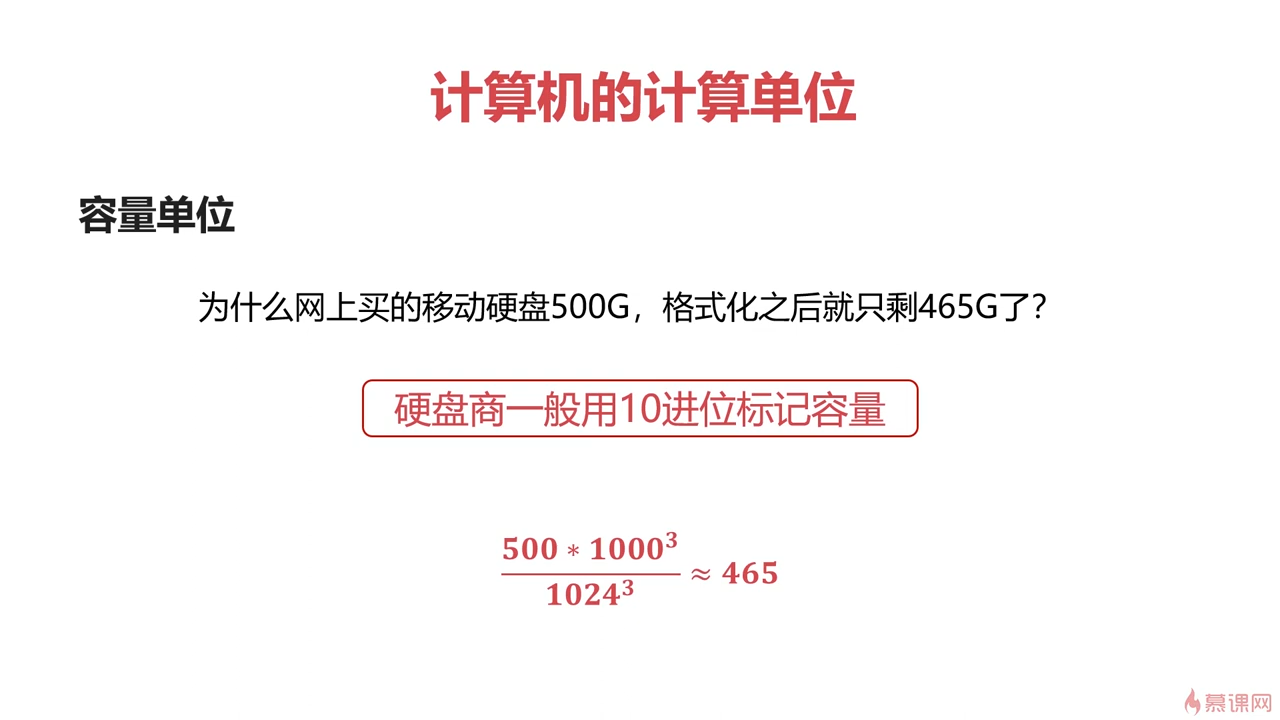 计算机的计算单位
容量单位
为什么网上买的移动硬盘500G，格式化之后就只剩465G了？
硬盘商一般用10进位标记容量
500 * 1000³
1024³
≈ 465
慕课网